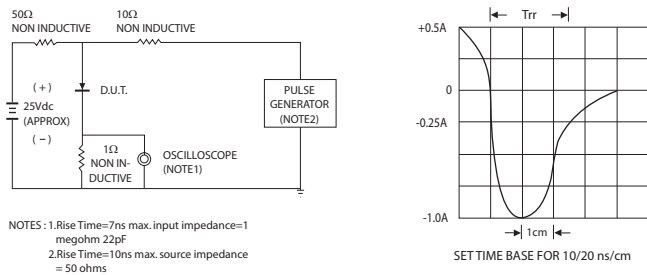 50Ω
NON INDUCTIVE
10Ω
NON INDUCTIVE
(+)
25Vdc
(APPROX)
(−)
D.U.T.
1Ω
NON IN-
DUCTIVE
OSCILLOSCOPE
(NOTE1)
PULSE
GENERATOR
(NOTE2)
NOTES : 1.Rise Time=7ns max. input impedance=1
megohm 22pF
2.Rise Time=10ns max. source impedance
= 50 ohms
Trr
+0.5A
0
-0.25A
-1.0A
1cm
SET TIME BASE FOR 10/20 ns/cm